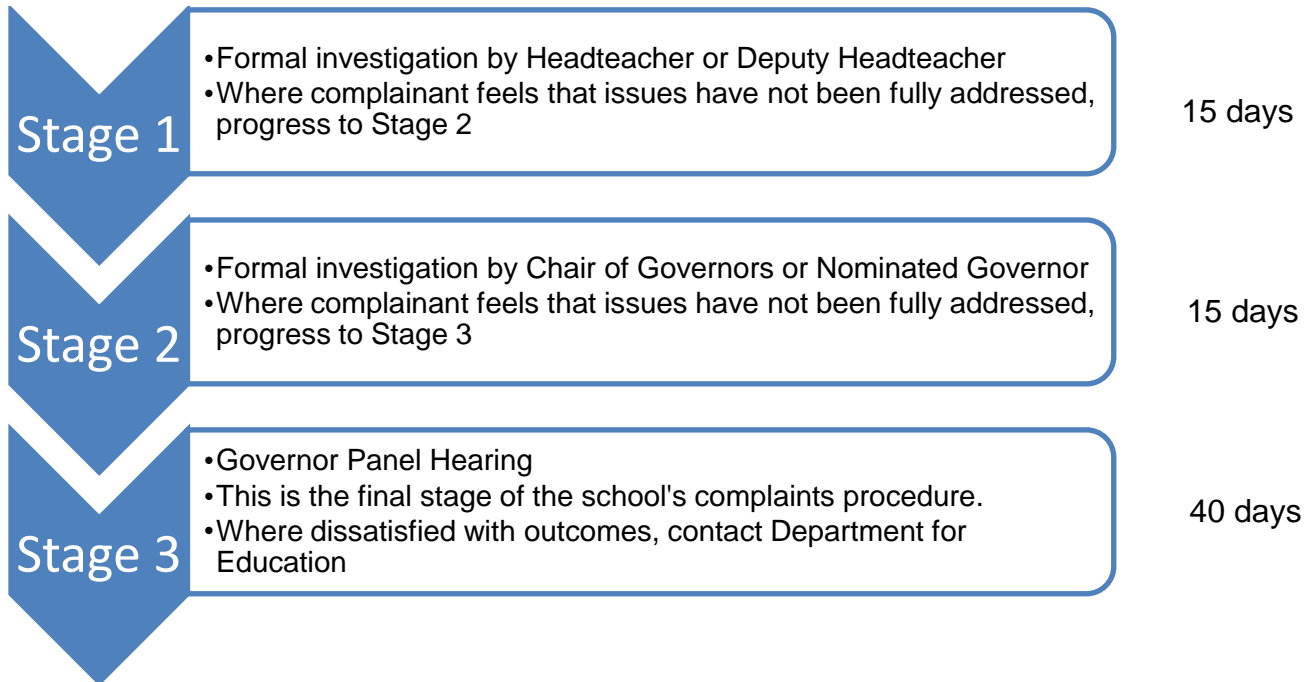 Stage 1
•Formal investigation by Headteacher or Deputy Headteacher
•Where complainant feels that issues have not been fully addressed,
progress to Stage 2
15 days
Stage 2
•Formal investigation by Chair of Governors or Nominated Governor
•Where complainant feels that issues have not been fully addressed,
progress to Stage 3
15 days
Stage 3
•Governor Panel Hearing
•This is the final stage of the school's complaints procedure.
•Where dissatisfied with outcomes, contact Department for
Education
40 days